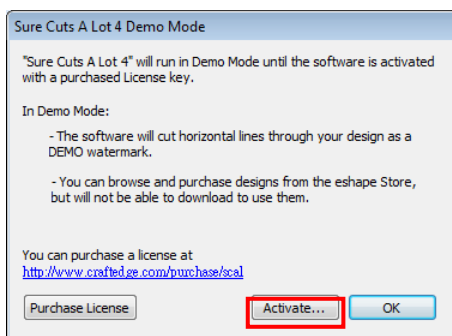 Sure Cuts A Lot 4 Demo Mode
"Sure Cuts A Lot 4" will run in Demo Mode until the software is activated
with a purchased License key.
In Demo Mode:
- The software will cut horizontal lines through your design as a
DEMO watermark.
- You can browse and purchase designs from the eshape Store,
but will not be able to download to use them.
You can purchase a license at
http://www.craftedge.com/purchase/scal
Purchase License Activate... OK